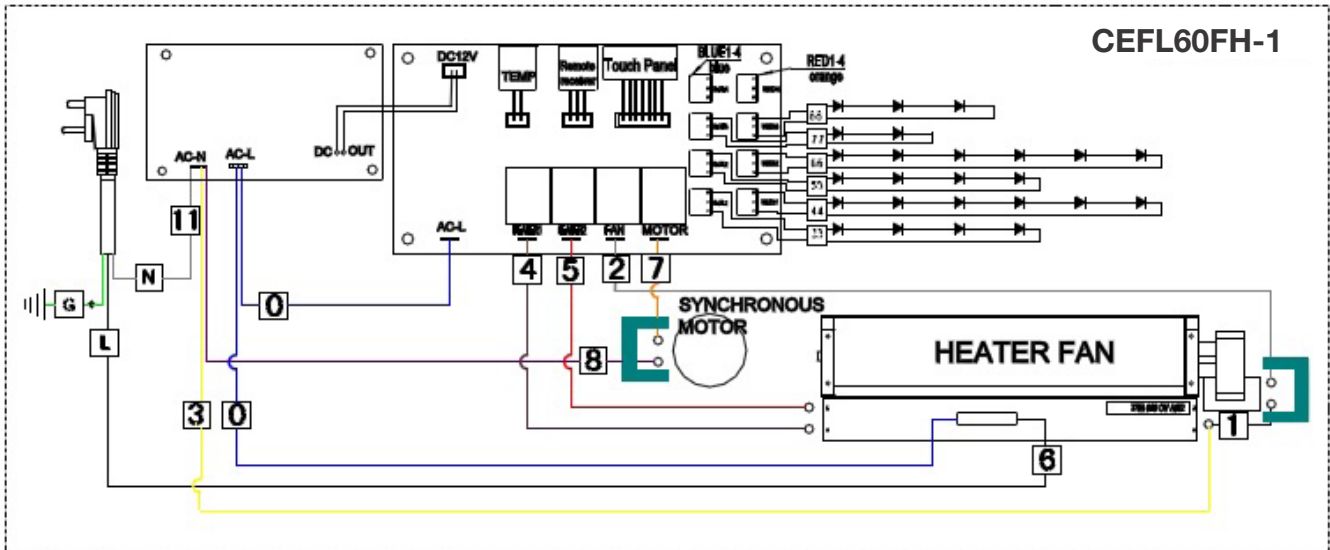 CEFL60FH-1
DC12V
TEMP
Remote
receiver
Touch Panel
BLUE1-4
blue
RED1-4
orange
AC-N
AC-L
DC
OUT
77
66
55
44
33
11
N
G
L
AC-L
FAN
MOTOR
4
5
2
7
0
SYNCHRONOUS
MOTOR
8
HEATER FAN
3
0
1
6